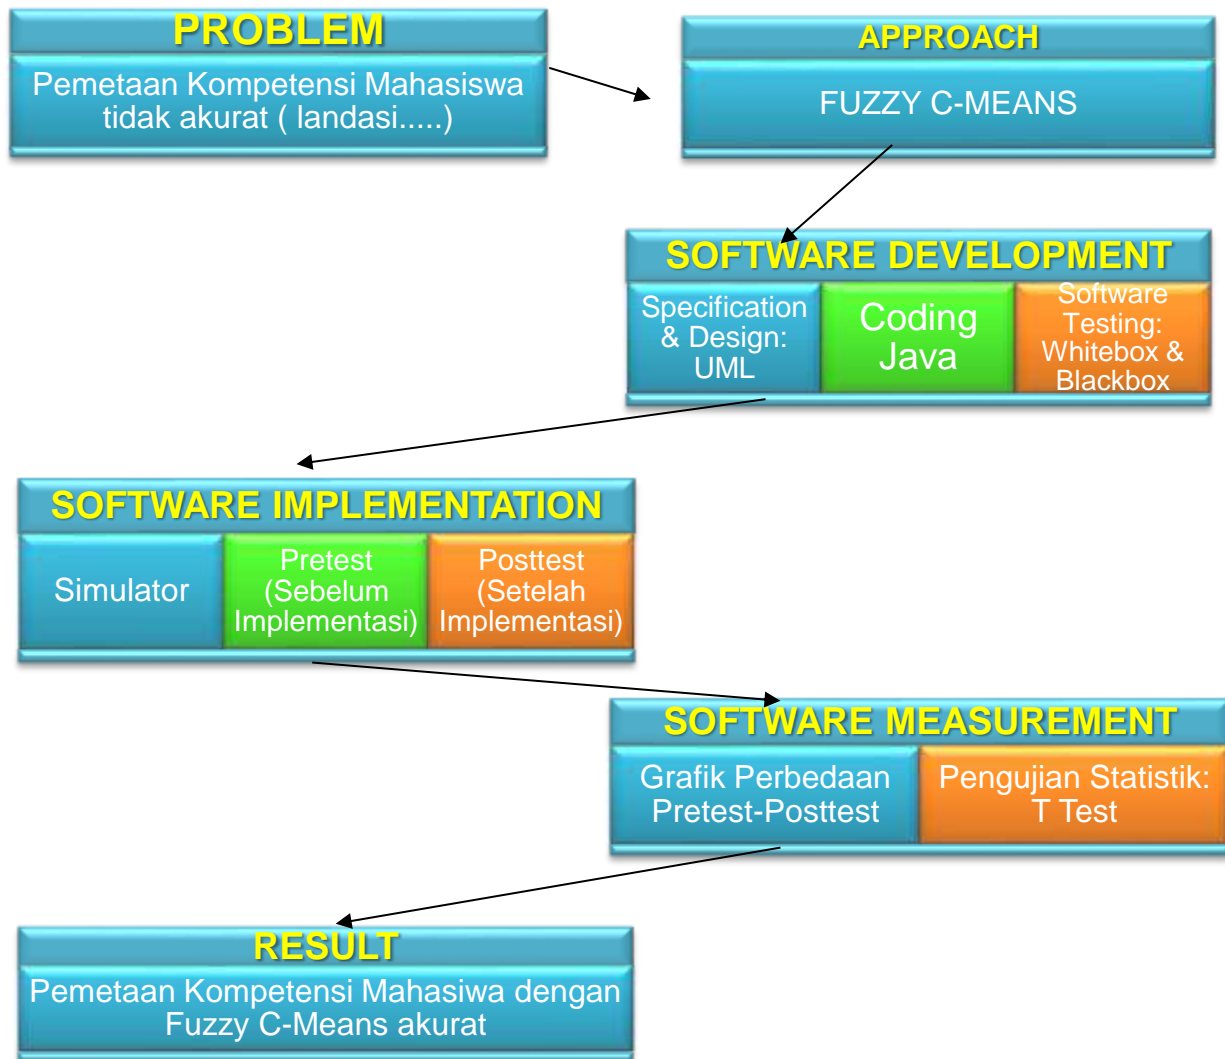 PROBLEM
Pemetaan Kompetensi Mahasiswa
tidak akurat ( landasi.....)
APPROACH
FUZZY C-MEANS
SOFTWARE DEVELOPMENT
Specification
& Design:
UML
Coding
Java
Software
Testing:
Whitebox &
Blackbox
SOFTWARE IMPLEMENTATION
Simulator
Pretest
(Sebelum
Implementasi)
Posttest
(Setelah
Implementasi)
SOFTWARE MEASUREMENT
Grafik Perbedaan
Pretest-Posttest
Pengujian Statistik:
T Test
RESULT
Pemetaan Kompetensi Mahasiwa dengan
Fuzzy C-Means akurat